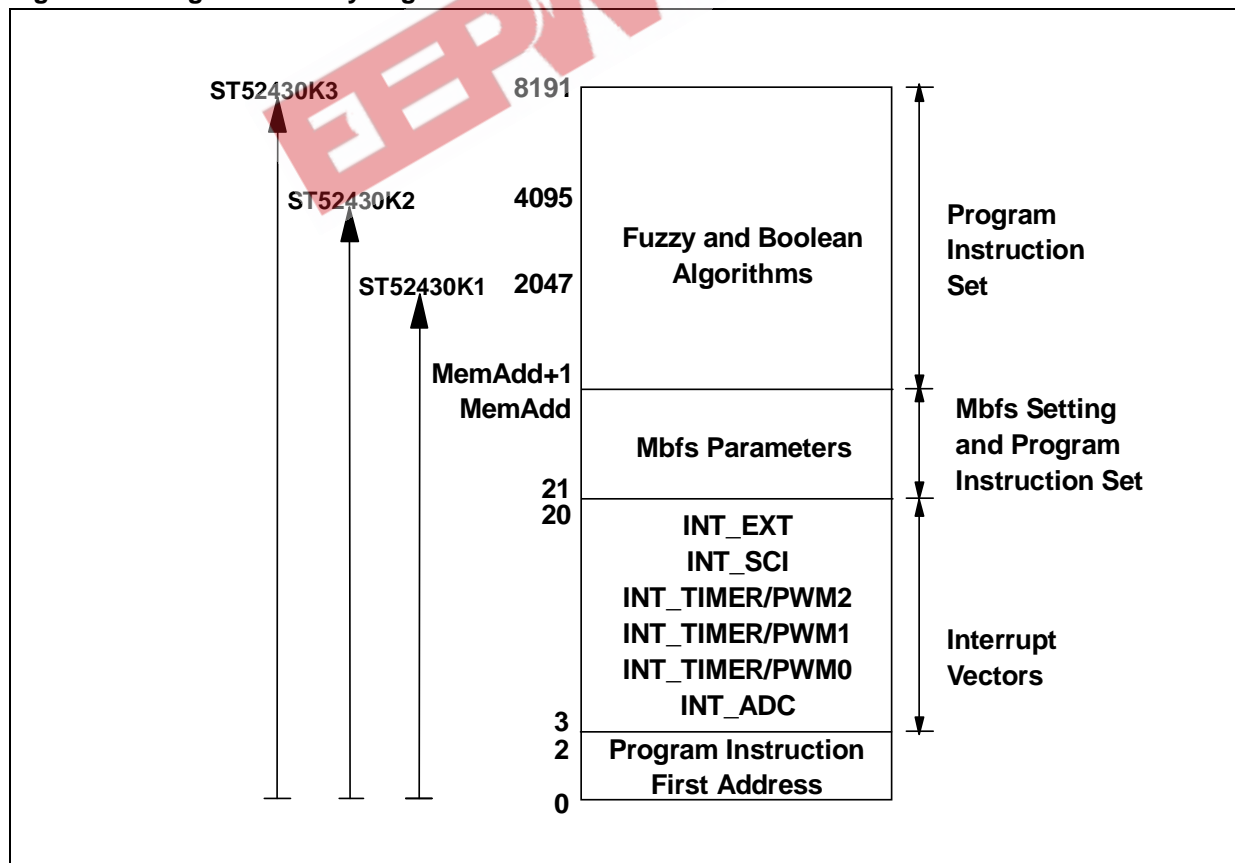 EEPW
ST52430K3
8191
ST52430K2
4095
ST52430K1
2047
Fuzzy and Boolean
Algorithms
Program
Instruction
Set
MemAdd+1
MemAdd
Mbfs Parameters
Mbfs Setting
and Program
Instruction Set
21
20
INT_EXT
INT_SCI
INT_TIMER/PWM2
INT_TIMER/PWM1
INT_TIMER/PWM0
INT_ADC
Interrupt
Vectors
3
2
Program Instruction
First Address
0